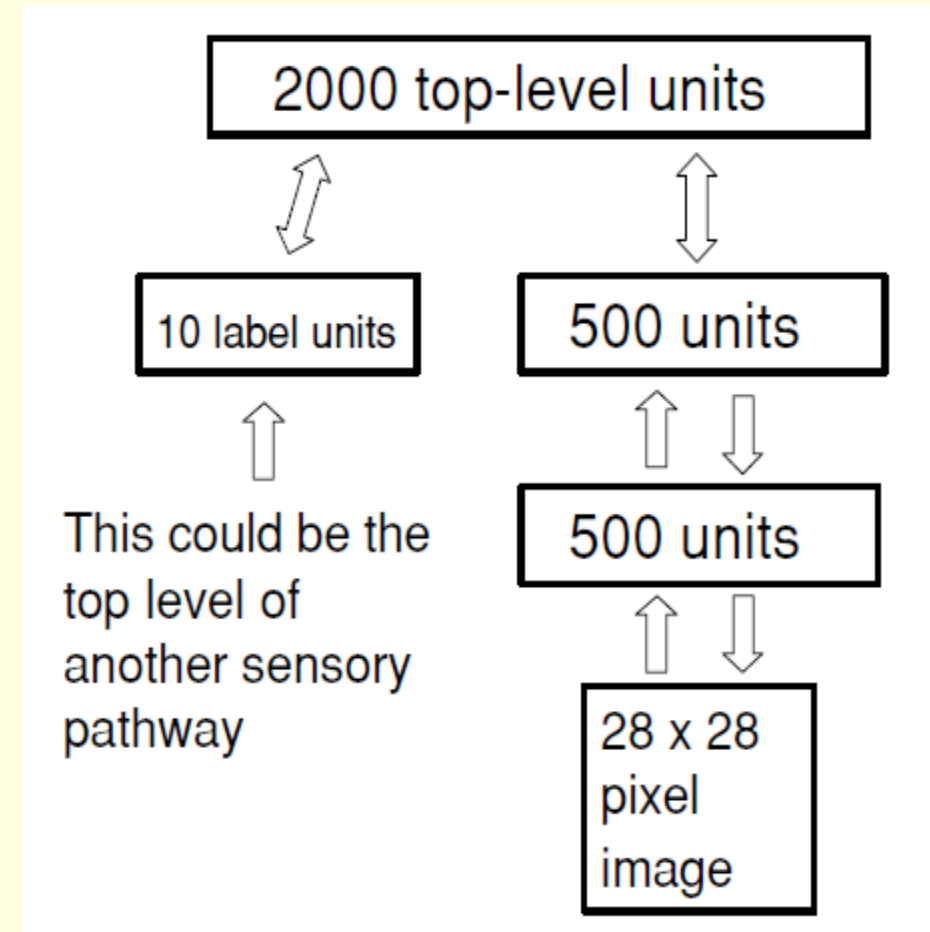 2000 top-level units
10 label units
500 units
500 units
This could be the
top level of
another sensory
pathway
28 x 28
pixel
image